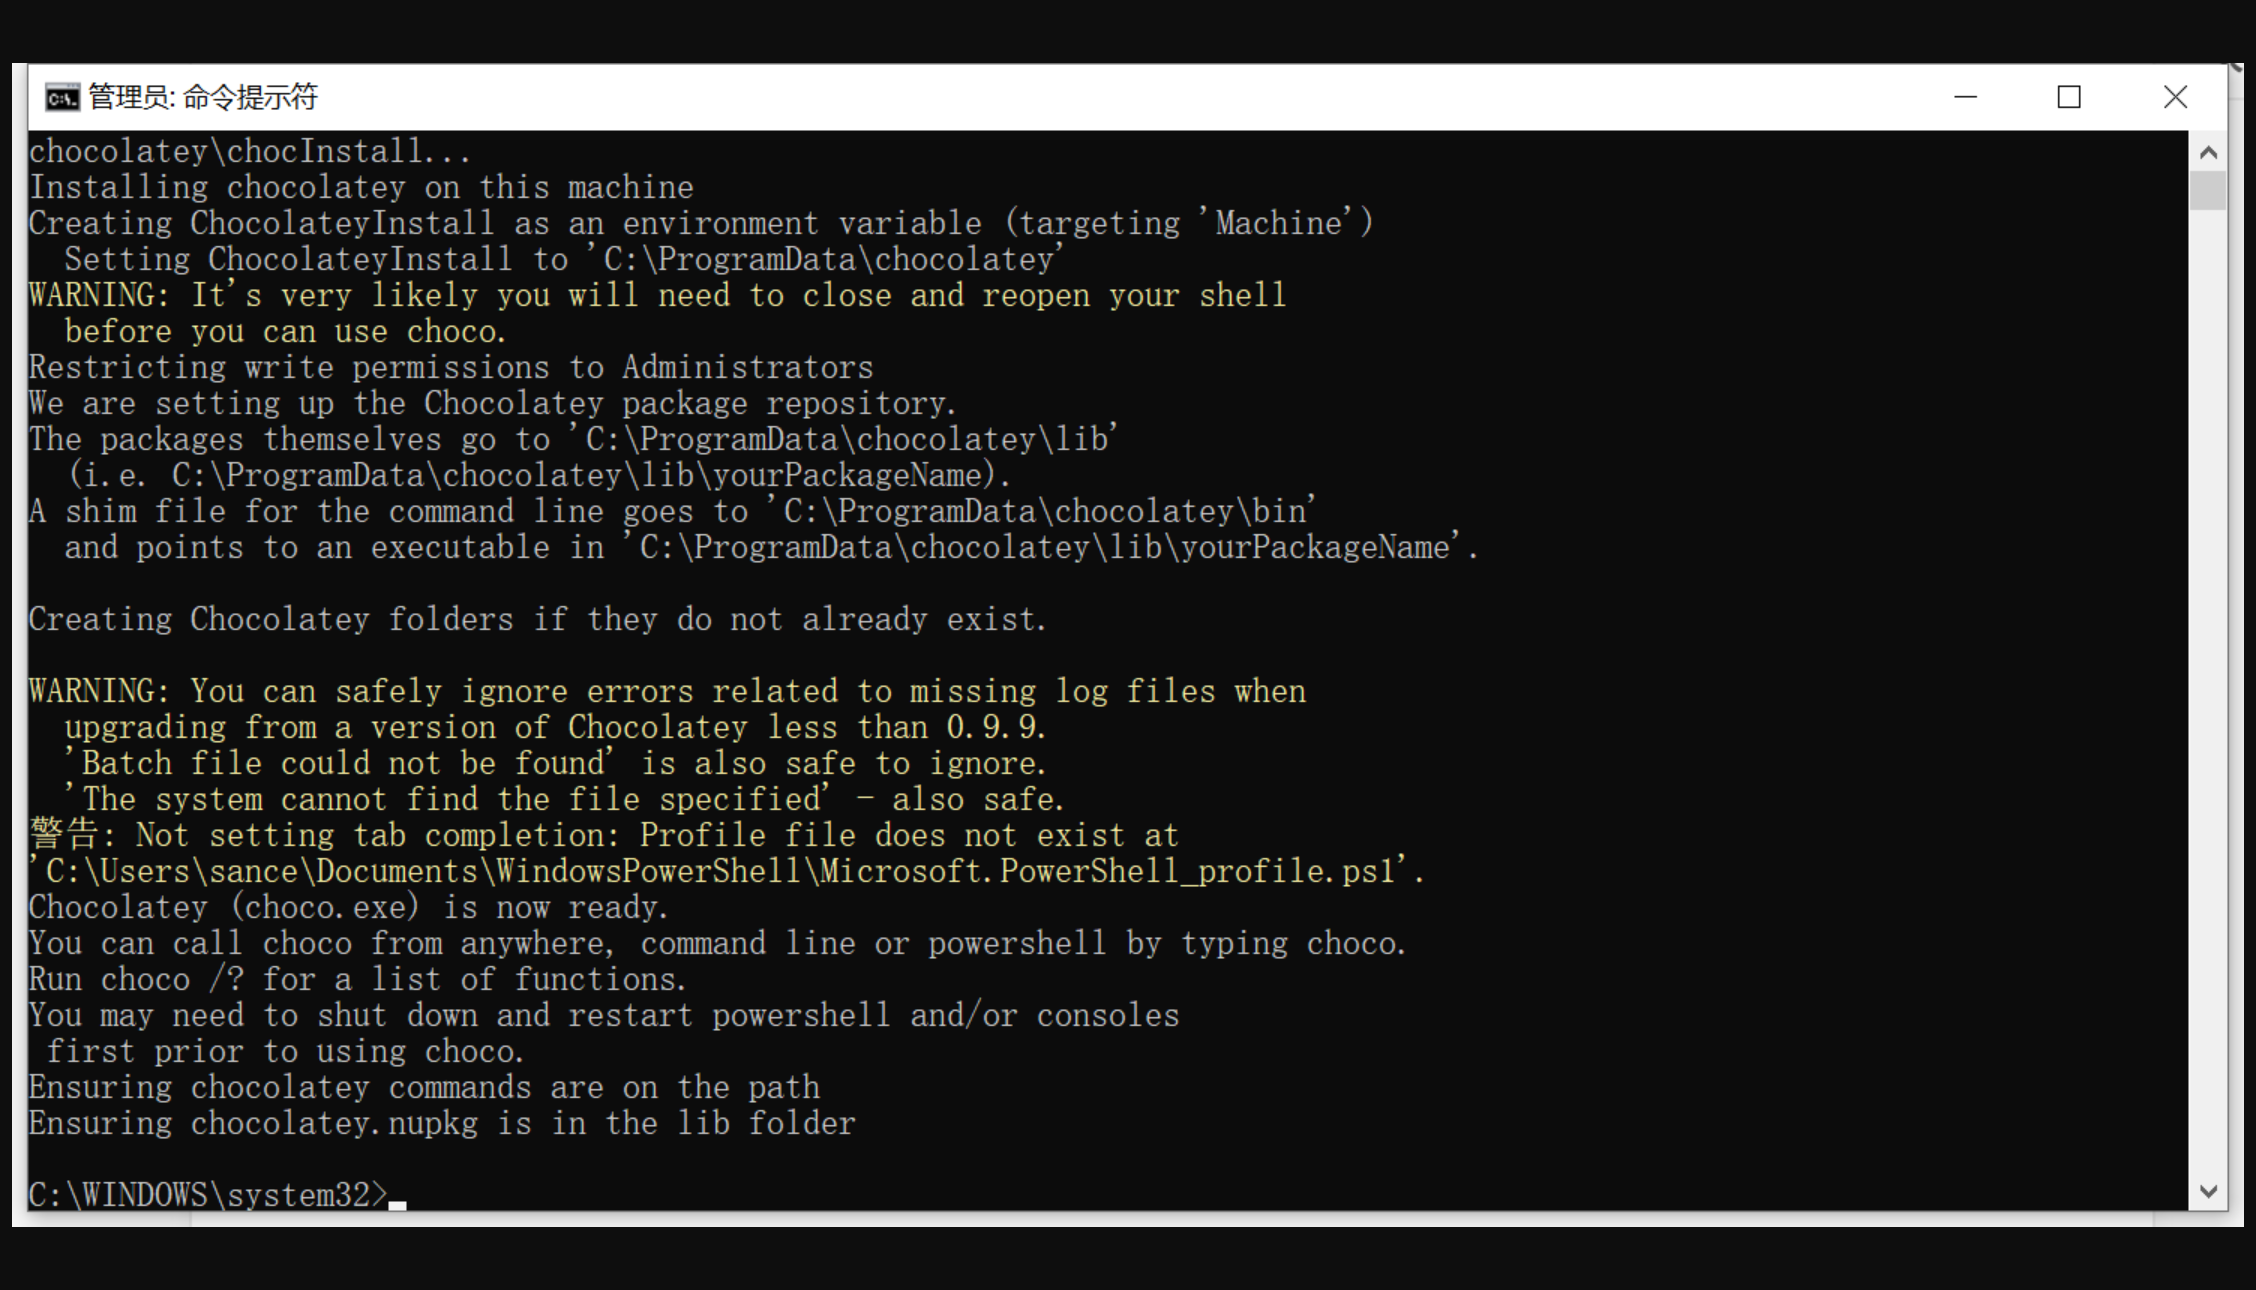 管理员: 命令提示符
chocolatey\chocInstall...
Installing chocolatey on this machine
Creating ChocolateyInstall as an environment variable (targeting 'Machine')
  Setting ChocolateyInstall to 'C:\ProgramData\chocolatey'
WARNING: It's very likely you will need to close and reopen your shell
  before you can use choco.
Restricting write permissions to Administrators
We are setting up the Chocolatey package repository.
The packages themselves go to 'C:\ProgramData\chocolatey\lib'
  (i.e. C:\ProgramData\chocolatey\lib\yourPackageName).
A shim file for the command line goes to 'C:\ProgramData\chocolatey\bin'
  and points to an executable in 'C:\ProgramData\chocolatey\lib\yourPackageName'.

Creating Chocolatey folders if they do not already exist.

WARNING: You can safely ignore errors related to missing log files when
  upgrading from a version of Chocolatey less than 0.9.9.
  'Batch file could not be found' is also safe to ignore.
  'The system cannot find the file specified' - also safe.
警告: Not setting tab completion: Profile file does not exist at
'C:\Users\sance\Documents\WindowsPowerShell\Microsoft.PowerShell_profile.ps1'.
Chocolatey (choco.exe) is now ready.
You can call choco from anywhere, command line or powershell by typing choco.
Run choco /? for a list of functions.
You may need to shut down and restart powershell and/or consoles
 first prior to using choco.
Ensuring chocolatey commands are on the path
Ensuring chocolatey.nupkg is in the lib folder

C:\WINDOWS\system32>